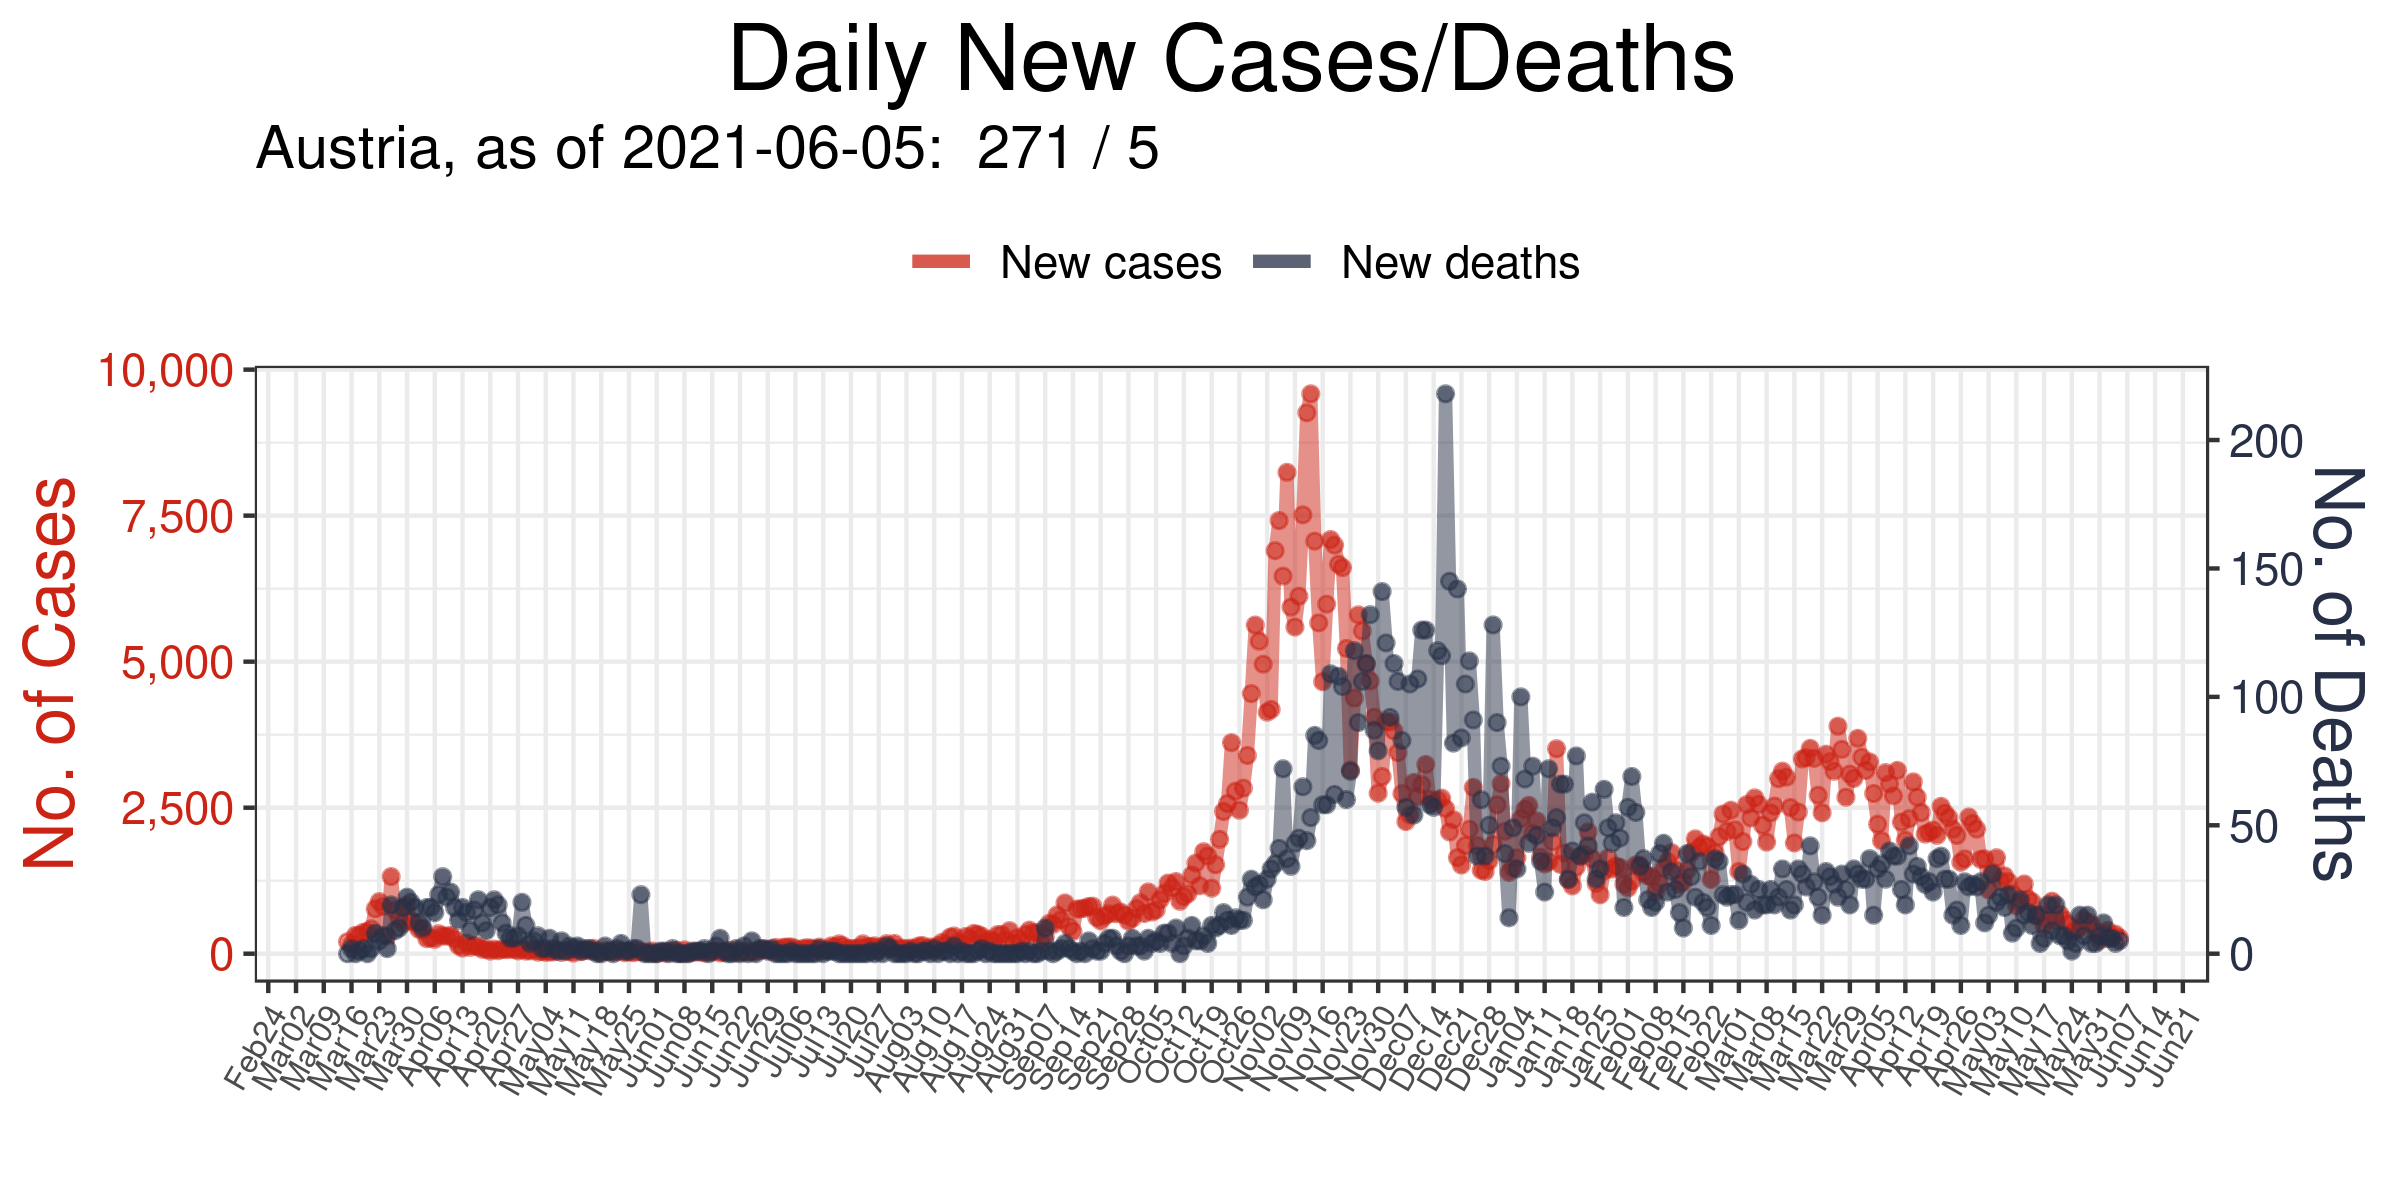 Daily New Cases/Deaths
Austria, as of 2021-06-05:  271 / 5
New cases
New deaths
No. of Cases
10,000
7,500
5,000
2,500
0
200
150
100
50
0
No. of Deaths
Feb24
Mar02
Mar09
Mar16
Mar23
Mar30
Apr06
Apr13
Apr20
Apr27
May04
May11
May18
May25
Jun01
Jun08
Jun15
Jun22
Jun29
Jul06
Jul13
Jul20
Jul27
Aug03
Aug10
Aug17
Aug24
Aug31
Sep07
Sep14
Sep21
Sep28
Oct05
Oct12
Oct19
Oct26
Nov02
Nov09
Nov16
Nov23
Nov30
Dec07
Dec14
Dec21
Dec28
Jan04
Jan11
Jan18
Jan25
Feb01
Feb08
Feb15
Feb22
Mar01
Mar08
Mar15
Mar22
Mar29
Apr05
Apr12
Apr19
Apr26
May03
May10
May17
May24
May31
Jun07
Jun14
Jun21